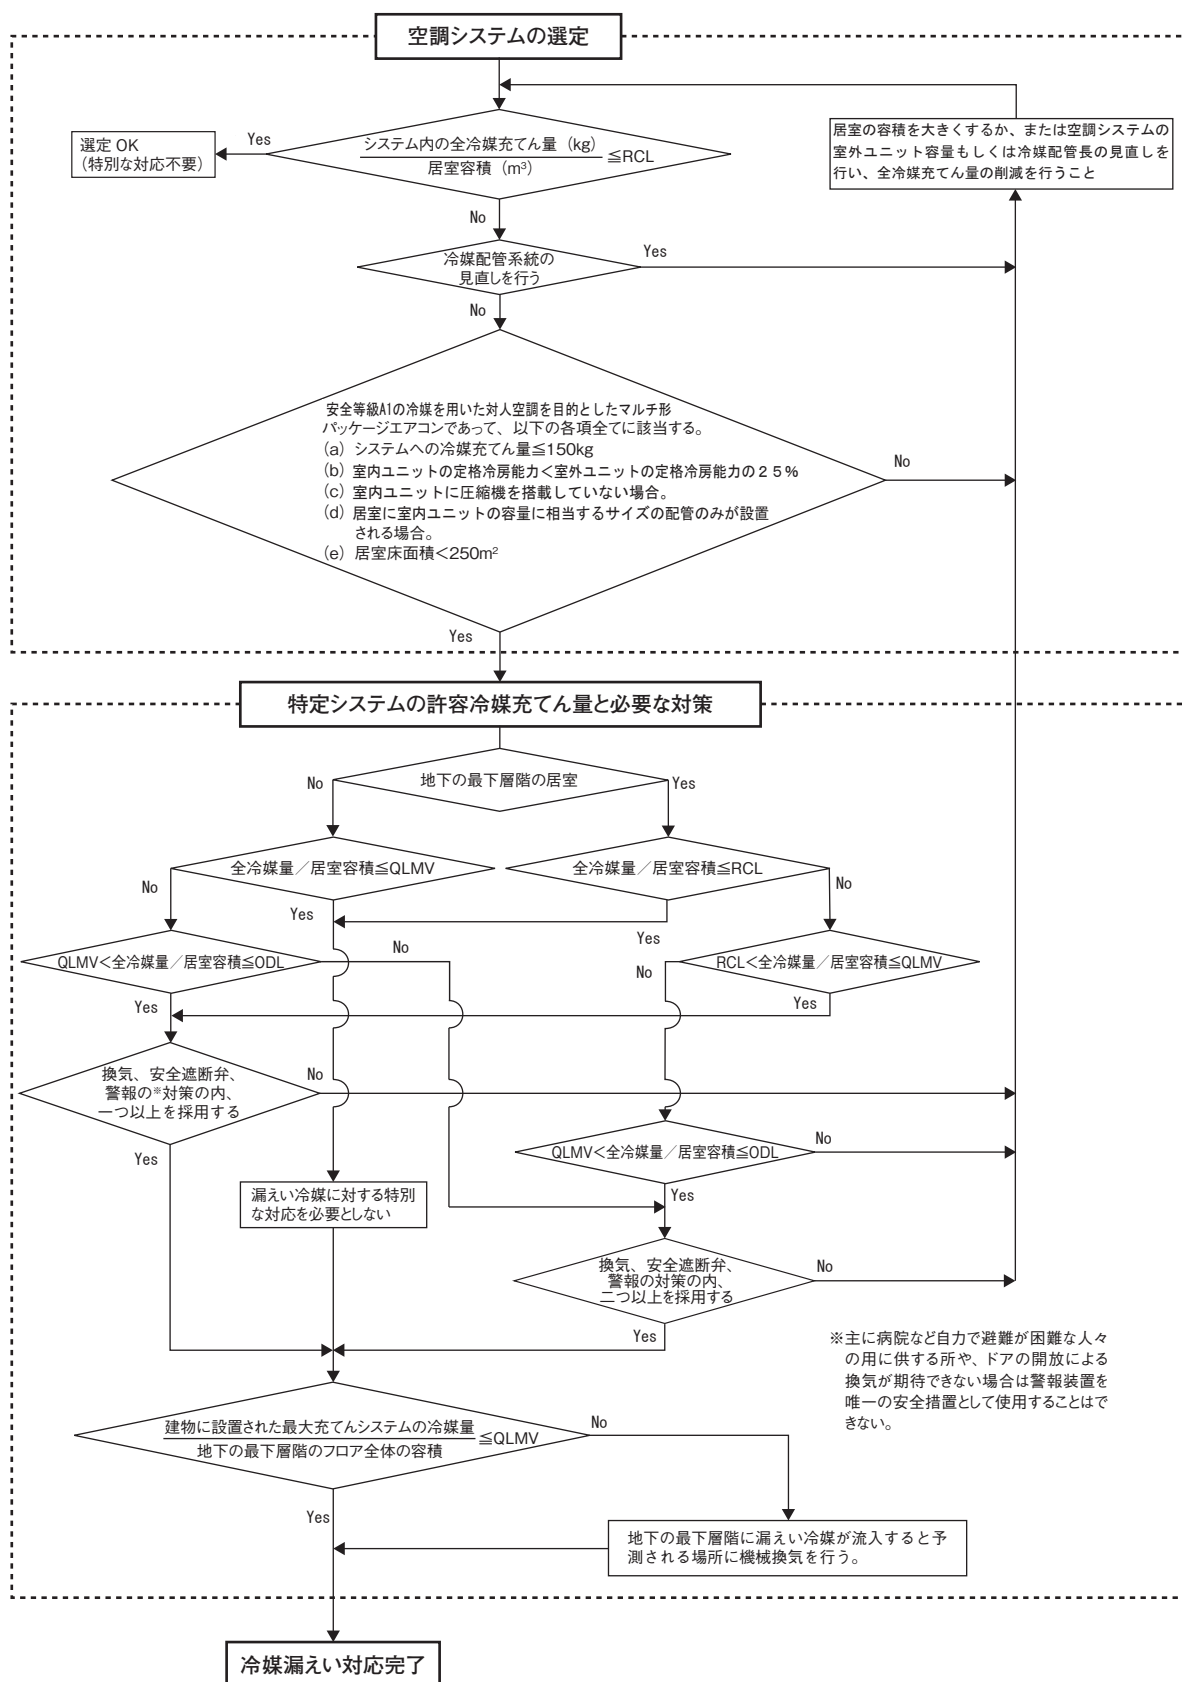 空調システムの選定
選定 OK
(特別な対応不要)
Yes
システム内の全冷媒充てん量 (kg)
居室容積 (m³)
≦RCL
居室の容積を大きくするか、または空調システムの
室外ユニット容量もしくは冷媒配管長の見直しを
行い、全冷媒充てん量の削減を行うこと
No
冷媒配管系統の
見直しを行う
Yes
No
安全等級A1の冷媒を用いた対人空調を目的としたマルチ形
パッケージエアコンであって、以下の各項全てに該当する。
(a) システムへの冷媒充てん量≦150kg
(b) 室内ユニットの定格冷房能力<室外ユニットの定格冷房能力の25%
(c) 室内ユニットに圧縮機を搭載していない場合。
(d) 居室に室内ユニットの容量に相当するサイズの配管のみが設置
される場合。
(e) 居室床面積<250m²
No
Yes
特定システムの許容冷媒充てん量と必要な対策
No
地下の最下層階の居室
Yes
全冷媒量/居室容積≦QLMV
全冷媒量/居室容積≦RCL
No
Yes
No
Yes
QLMV<全冷媒量/居室容積≦ODL
No
No
RCL<全冷媒量/居室容積≦QLMV
Yes
Yes
換気、安全遮断弁、
警報の※対策の内、
一つ以上を採用する
No
Yes
QLMV<全冷媒量/居室容積≦ODL
No
Yes
漏えい冷媒に対する特別
な対応を必要としない
換気、安全遮断弁、
警報の対策の内、
二つ以上を採用する
No
Yes
※主に病院など自力で避難が困難な人々
の用に供する所や、ドアの開放による
換気が期待できない場合は警報装置を
唯一の安全措置として使用することはで
きない。
建物に設置された最大充てんシステムの冷媒量
地下の最下層階のフロア全体の容積
≦QLMV
No
Yes
地下の最下層階に漏えい冷媒が流入すると予
測される場所に機械換気を行う。
冷媒漏えい対応完了